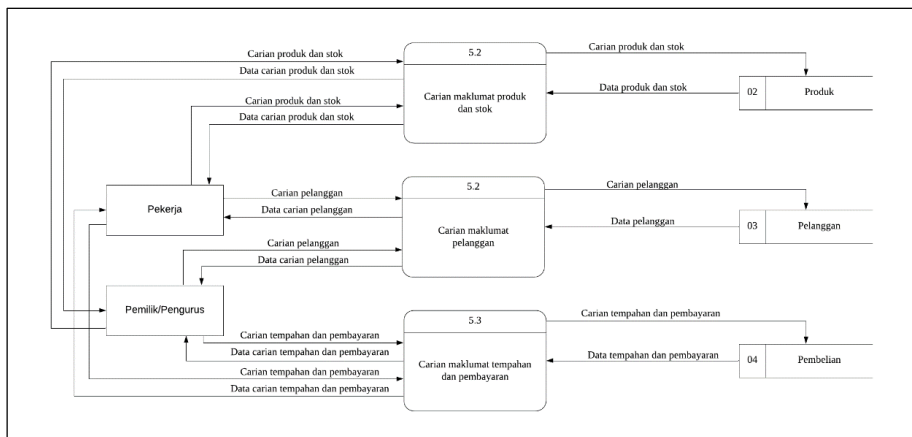 Carian produk dan stok
Data carian produk dan stok
Carian produk dan stok
Data carian produk dan stok
5.2
Carian maklumat produk
dan stok
Carian produk dan stok
Data produk dan stok
02
Produk
Pekerja
Carian pelanggan
Data carian pelanggan
Carian pelanggan
Data carian pelanggan
5.2
Carian maklumat
pelanggan
Carian pelanggan
Data pelanggan
03
Pelanggan
Pemilik/Pengurus
Carian tempahan dan pembayaran
Data carian tempahan dan pembayaran
Carian tempahan dan pembayaran
Data carian tempahan dan pembayaran
5.3
Carian maklumat tempahan
dan pembayaran
Carian tempahan dan pembayaran
Data tempahan dan pembayaran
04
Pembelian